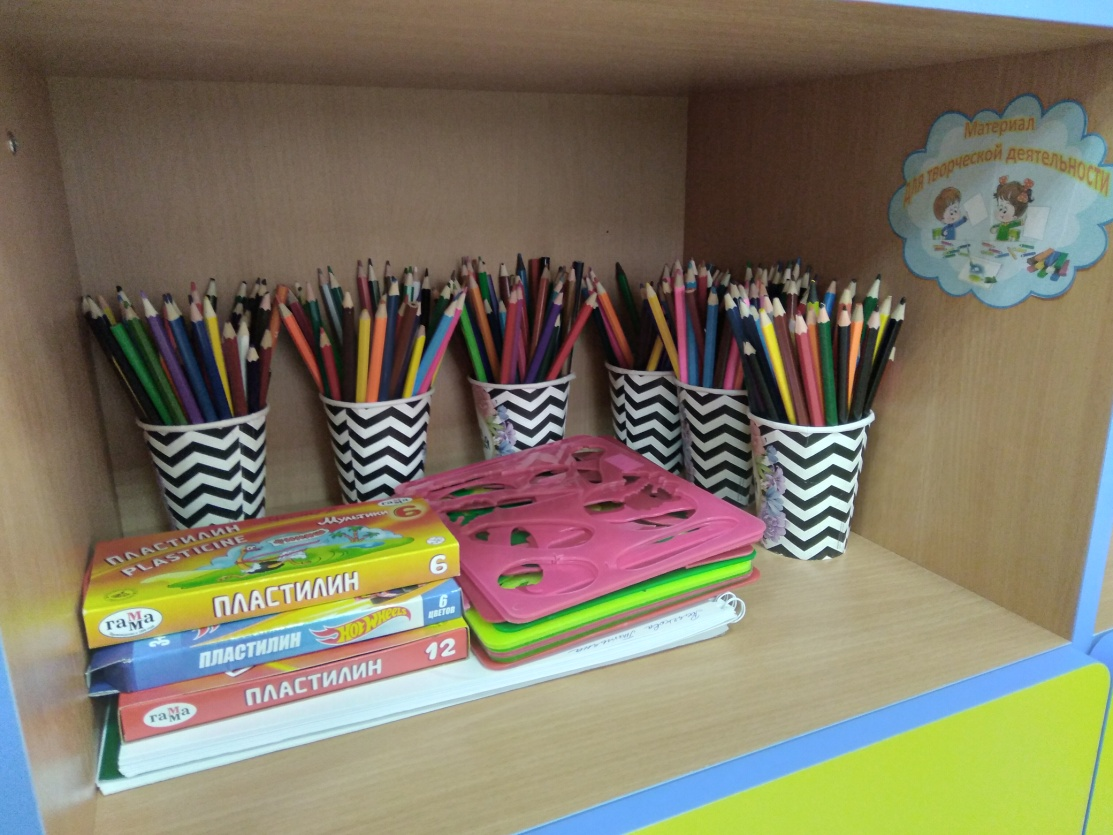 Материал
для творческой деятельности
гамма
Мультики 6
ПЛАСТИЛИН
PLASTICINE
6
ПЛАСТИЛИН
гамма
6
ЦВЕТОВ
HOT WHEELS
ПЛАСТИЛИН
12
ПЛАСТИЛИН
гамма